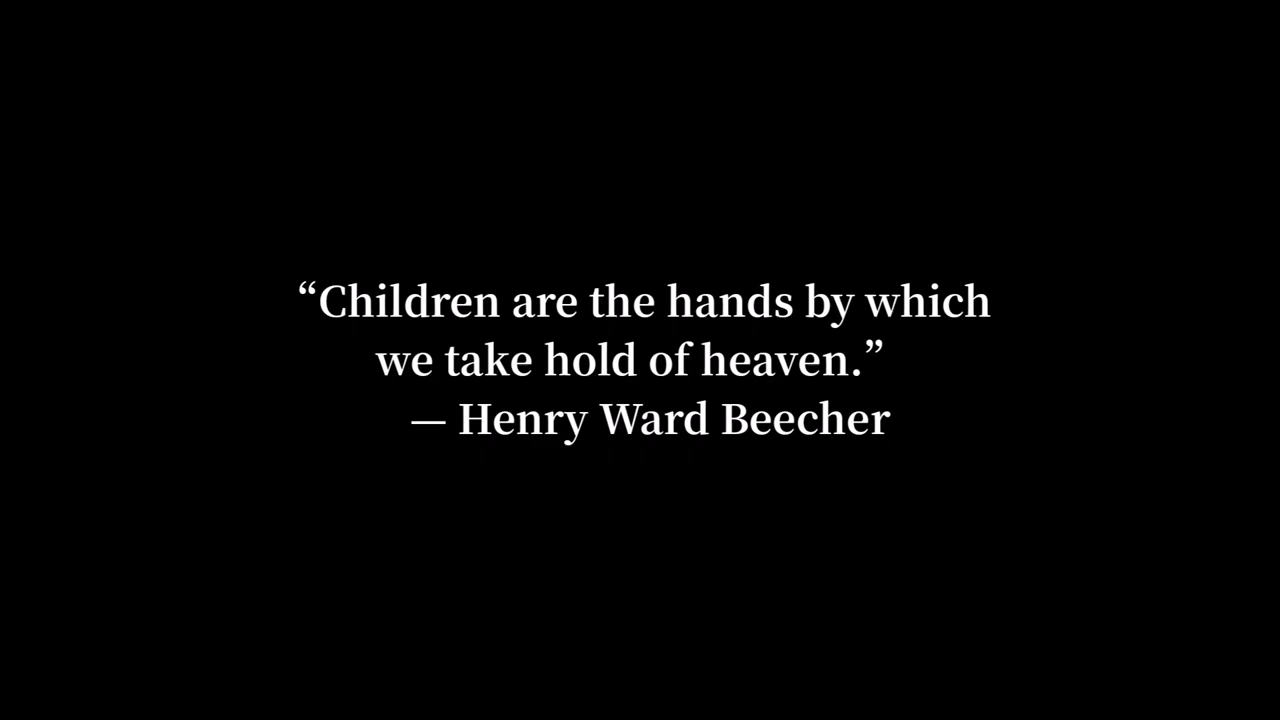 “Children are the hands by which
we take hold of heaven.”
— Henry Ward Beecher